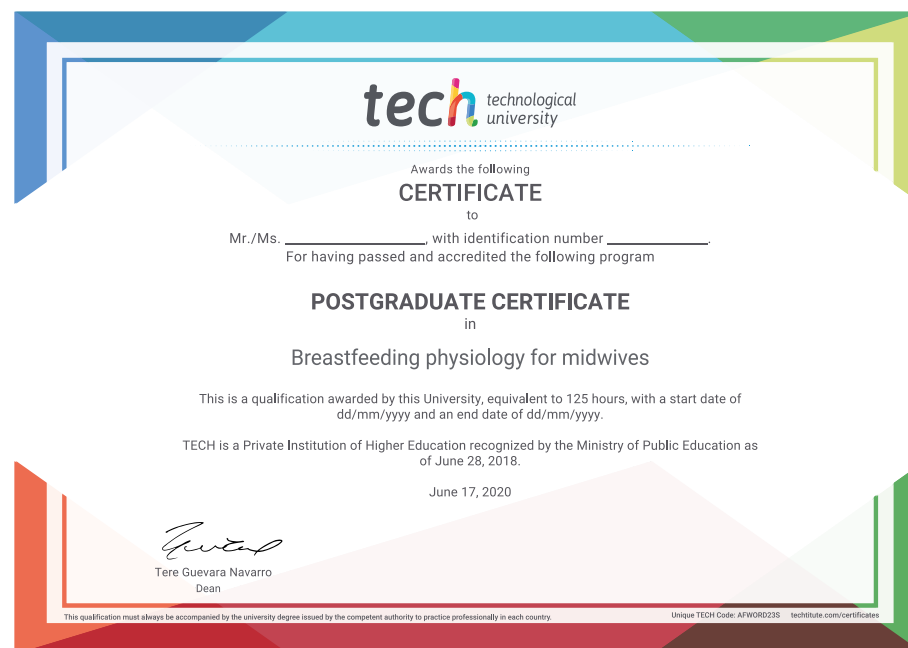 tech technological
university
Awards the following
CERTIFICATE
to
Mr./Ms. ____________________, with identification number _______________.
For having passed and accredited the following program
POSTGRADUATE CERTIFICATE
in
Breastfeeding physiology for midwives
This is a qualification awarded by this University, equivalent to 125 hours, with a start date of
dd/mm/yyyy and an end date of dd/mm/yyyy.
TECH is a Private Institution of Higher Education recognized by the Ministry of Public Education as
of June 28, 2018.
June 17, 2020
Tere Guevara Navarro
Dean
This qualification must always be accompanied by the university degree issued by the competent authority to practice professionally in each country.
Unique TECH Code: AFWORD23S techtitute.com/certificates